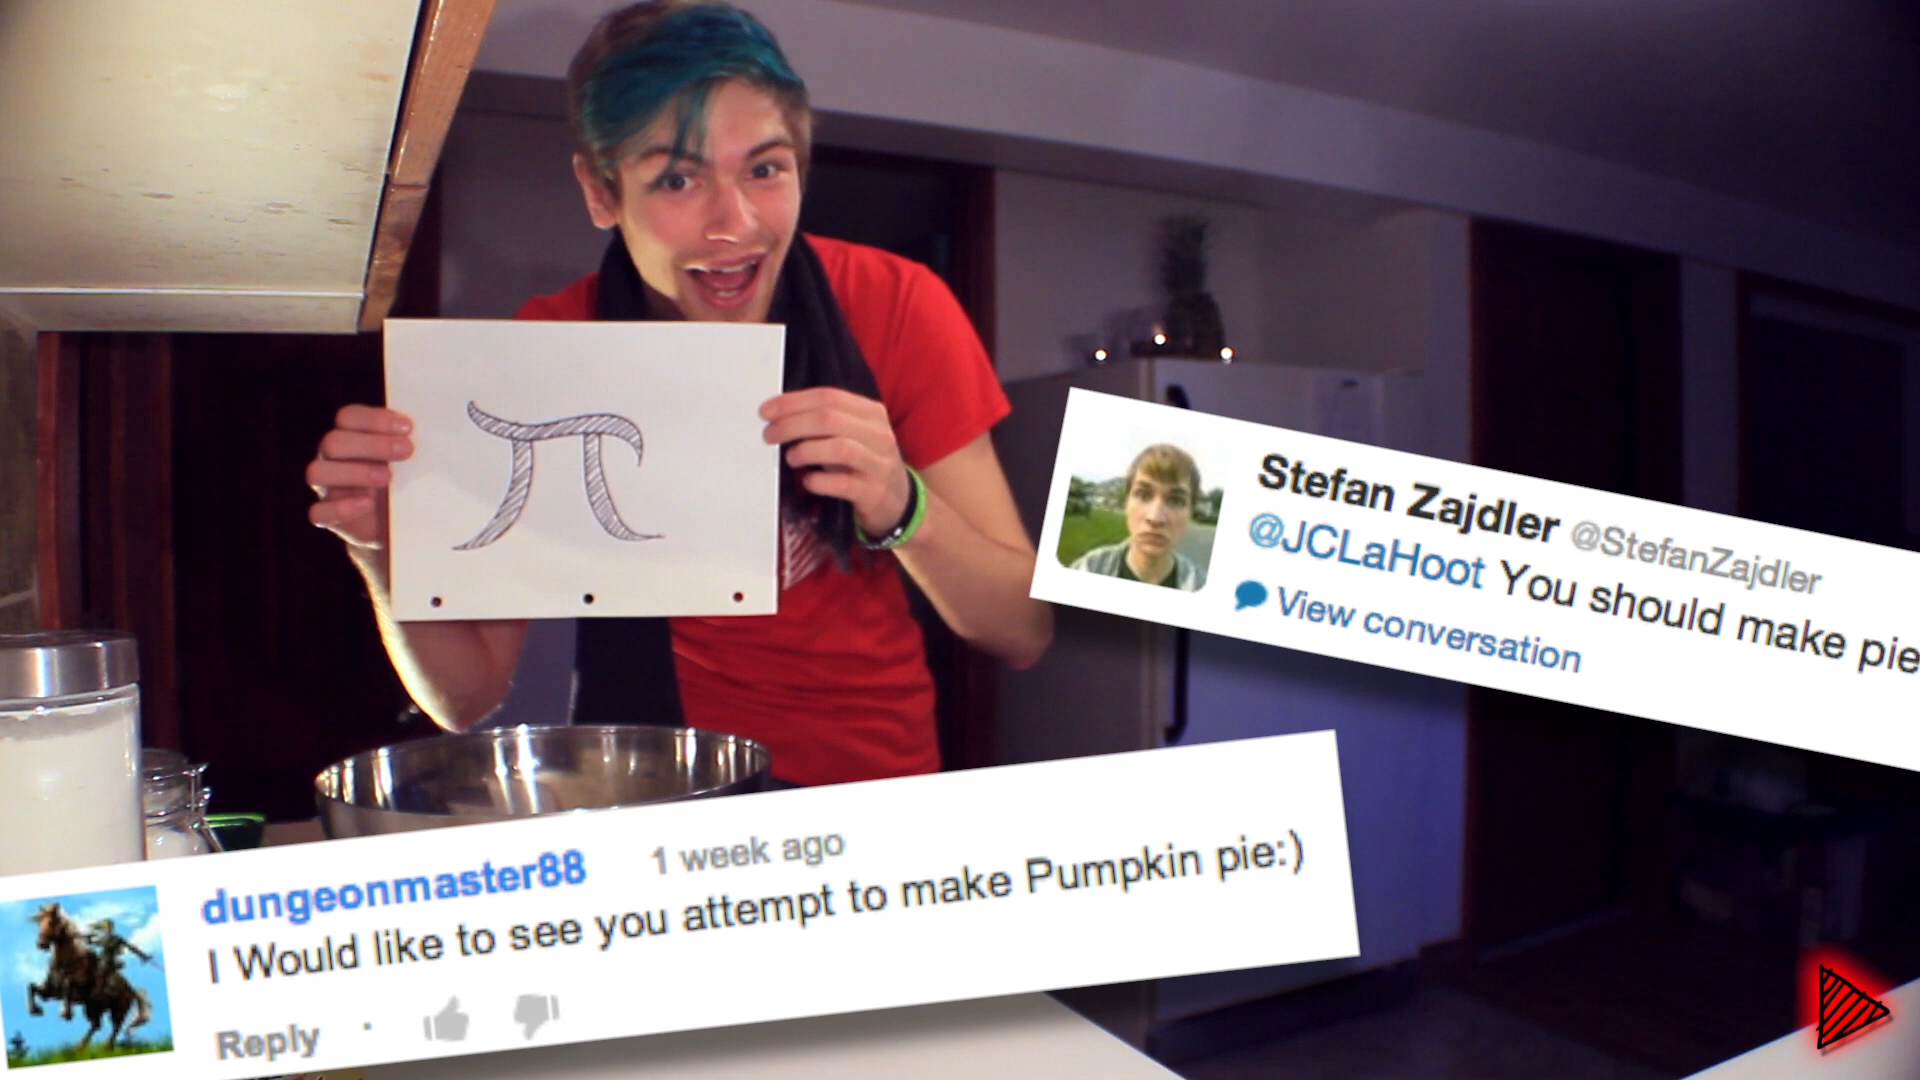 π
Stefan Zajdler @StefanZajdler
@JCLaHoot You should make pie
View conversation
dungeonmaster88 1 week ago
I Would like to see you attempt to make Pumpkin pie:)
Reply ·